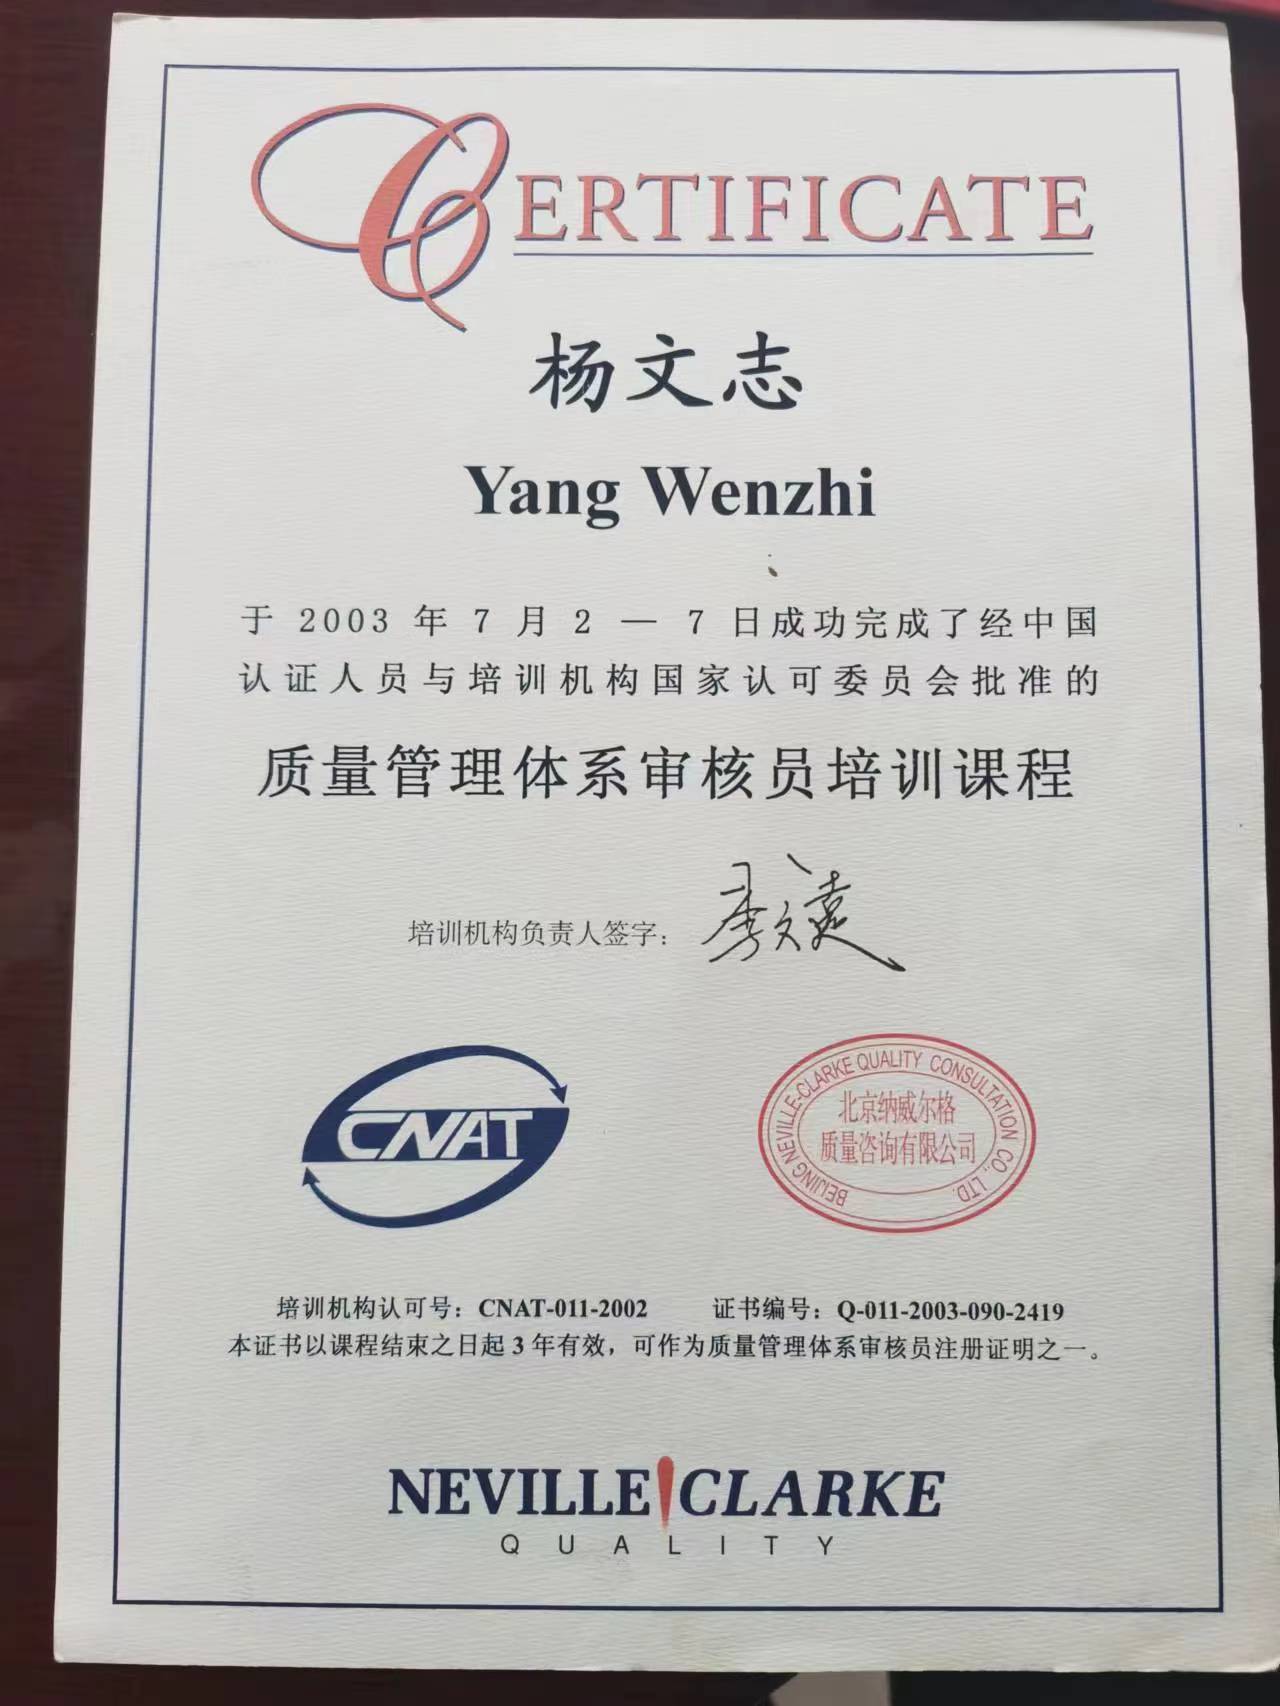 CERTIFICATE
杨文志
Yang Wenzhi
于 2003 年 7 月 2 — 7 日成功完成了经中国
认证人员与培训机构国家认可委员会批准的
质量管理体系审核员培训课程
培训机构负责人签字：
CNAT
BEIJING NEVILLE-CLARKE QUALITY CONSULTATION CO., LTD.
北京纳威尔格
质量咨询有限公司
培训机构认可号：CNAT-011-2002 证书编号：Q-011-2003-090-2419
本证书以课程结束之日起 3 年有效，可作为质量管理体系审核员注册证明之一。
NEVILLE CLARKE
QUALITY